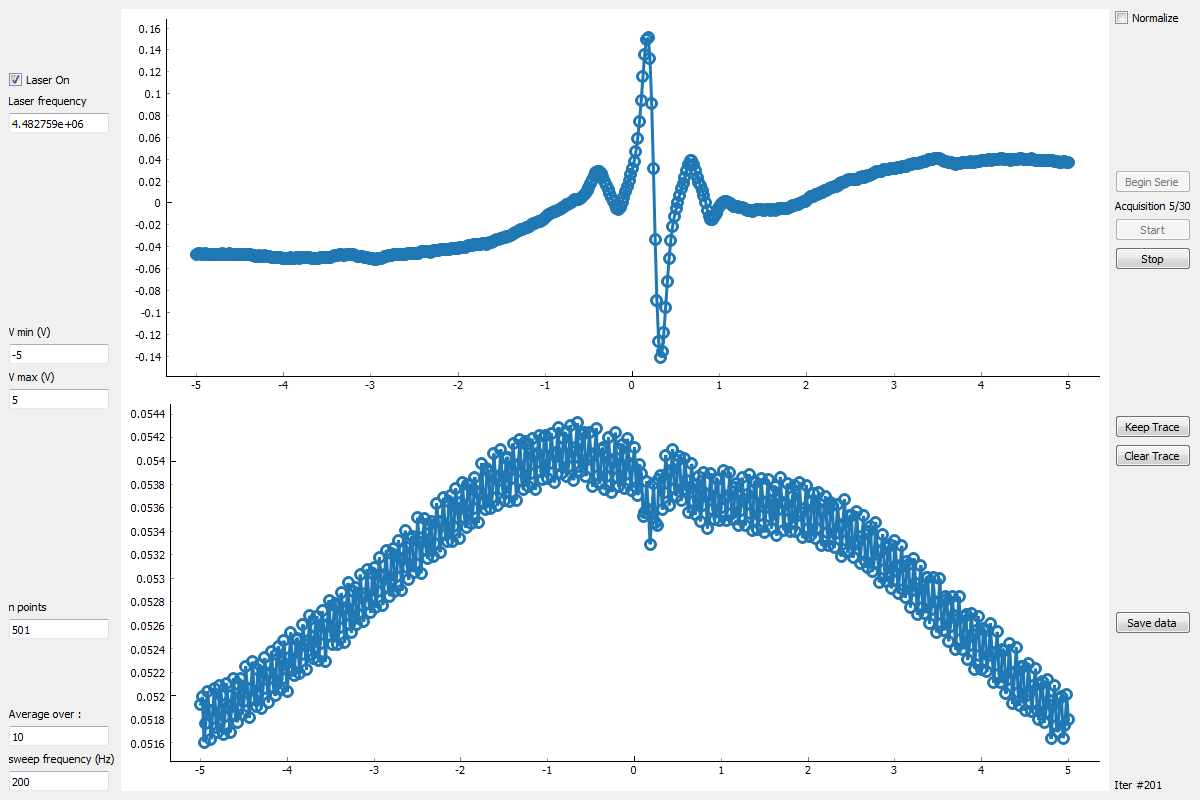 Normalize
Laser On
Laser frequency
4.482759e+06
V min (V)
-5
V max (V)
5
n points
501
Average over :
10
sweep frequency (Hz)
200
0.16
0.14
0.12
0.1
0.08
0.06
0.04
0.02
0
-0.02
-0.04
-0.06
-0.08
-0.1
-0.12
-0.14
-5 -4 -3 -2 -1 0 1 2 3 4 5
0.0544
0.0542
0.054
0.0538
0.0536
0.0534
0.0532
0.053
0.0528
0.0526
0.0524
0.0522
0.052
0.0518
0.0516
-5 -4 -3 -2 -1 0 1 2 3 4 5
Begin Serie
Acquisition 5/30
Start
Stop
Keep Trace
Clear Trace
Save data
Iter #201